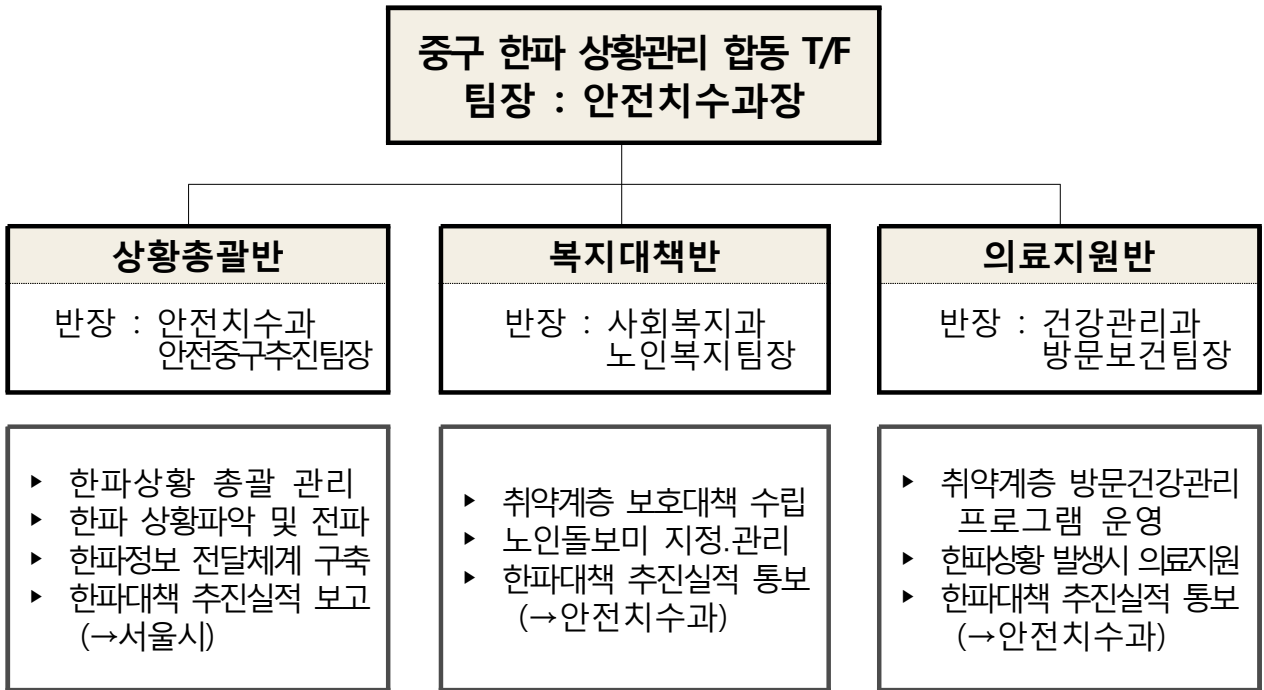 중구 한파 상황관리 합동 T/F
팀장 : 안전치수과장
상황총괄반
반장 : 안전치수과
안전중구추진팀장
▸ 한파상황 총괄 관리
▸ 한파 상황파악 및 전파
▸ 한파정보 전달체계 구축
▸ 한파대책 추진실적 보고
(→서울시)
복지대책반
반장 : 사회복지과
노인복지팀장
▸ 취약계층 보호대책 수립
▸ 노인돌보미 지정.관리
▸ 한파대책 추진실적 통보
(→안전치수과)
의료지원반
반장 : 건강관리과
방문보건팀장
▸ 취약계층 방문건강관리
프로그램 운영
▸ 한파상황 발생시 의료지원
▸ 한파대책 추진실적 통보
(→안전치수과)